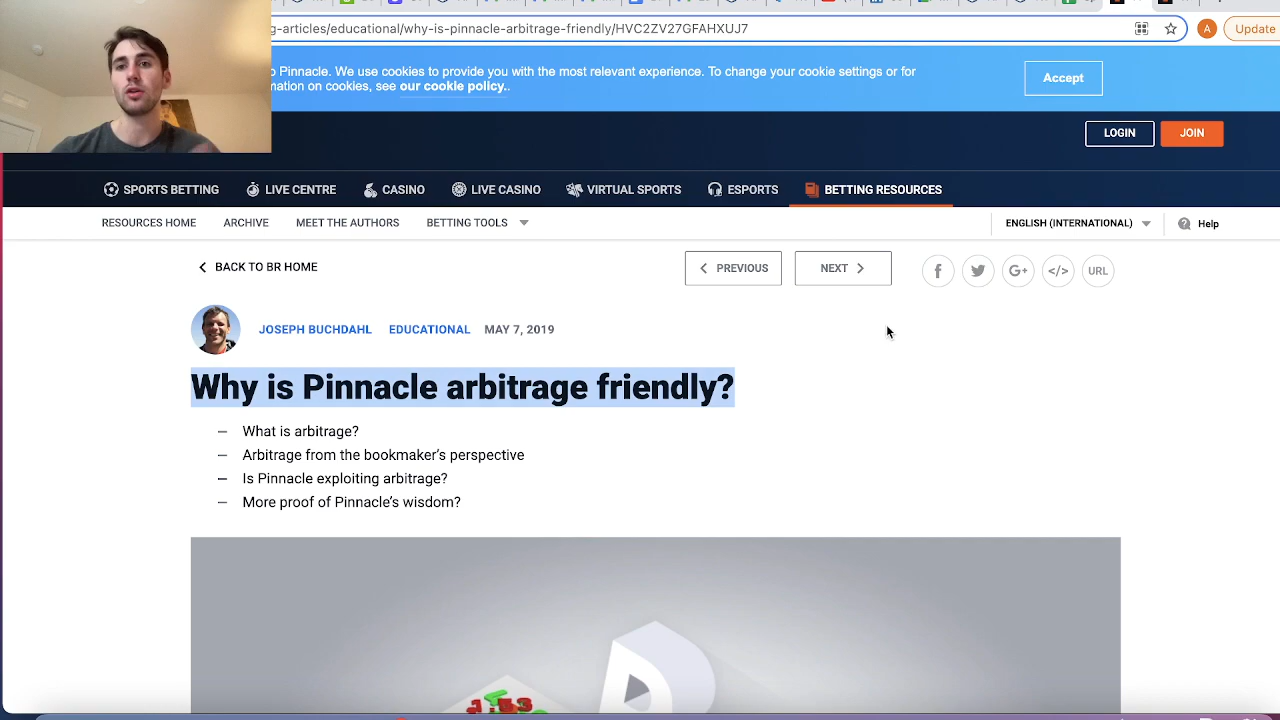 g-articles/educational/why-is-pinnacle-arbitrage-friendly/HVC2ZV27GFAHXUJ7
A
Update
o Pinnacle. We use cookies to provide you with the most relevant experience. To change your cookie settings or for
nation on cookies, see our cookie policy..
Accept
LOGIN
JOIN
SPORTS BETTING
LIVE CENTRE
CASINO
LIVE CASINO
VIRTUAL SPORTS
ESPORTS
BETTING RESOURCES
RESOURCES HOME
ARCHIVE
MEET THE AUTHORS
BETTING TOOLS
ENGLISH (INTERNATIONAL)
Help
BACK TO BR HOME
PREVIOUS
NEXT
f
G+
</>
URL
JOSEPH BUCHDAHL
EDUCATIONAL
MAY 7, 2019
Why is Pinnacle arbitrage friendly?
– What is arbitrage?
– Arbitrage from the bookmaker's perspective
– Is Pinnacle exploiting arbitrage?
– More proof of Pinnacle's wisdom?